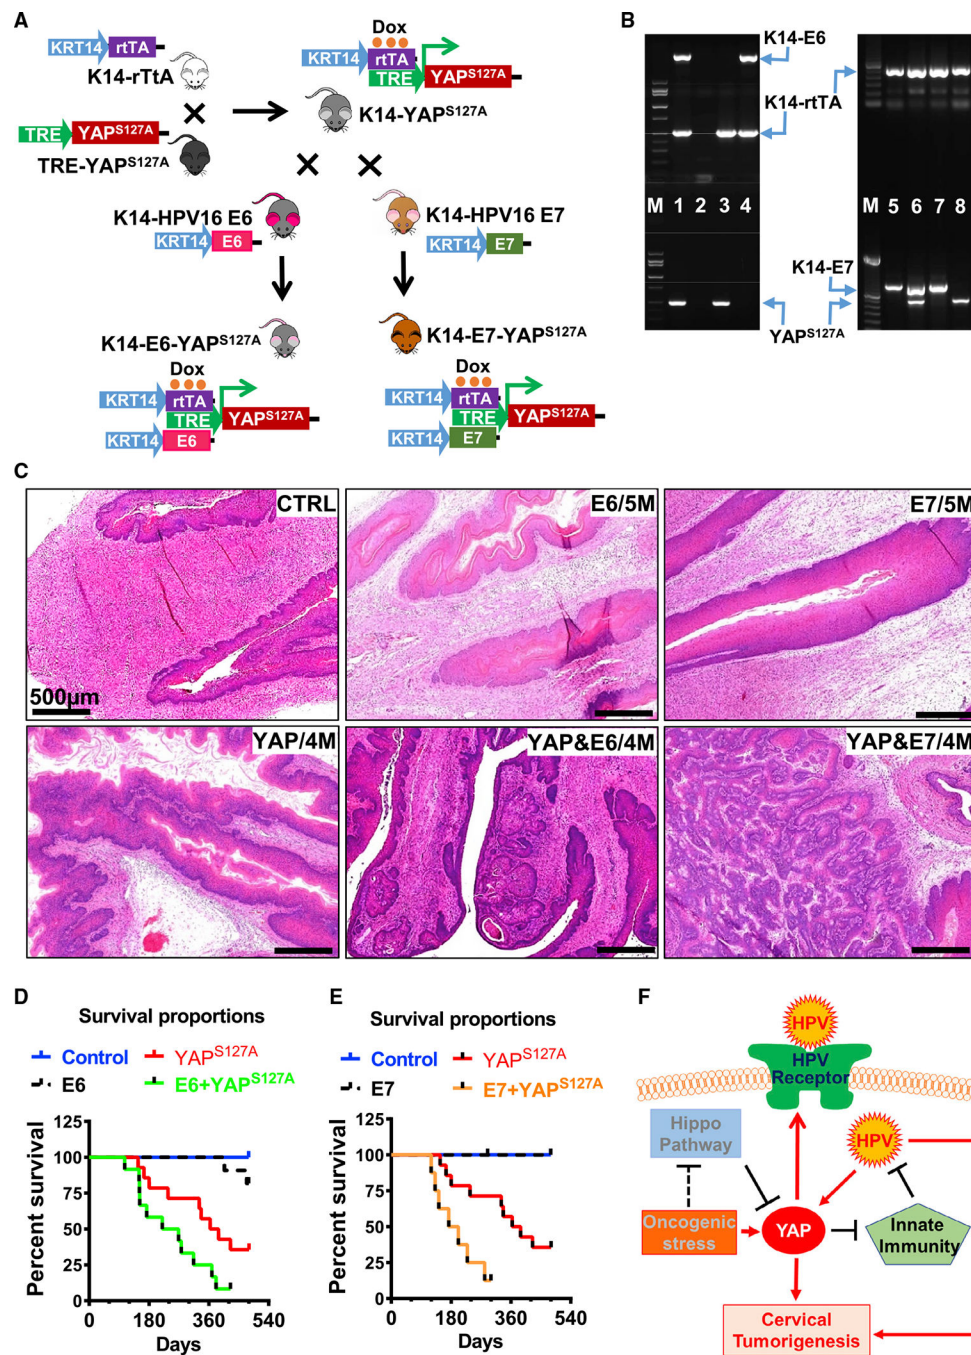 A
KRT14 rtTA
K14-rTtA
TRE YAPS127A
TRE-YAPS127A
Dox
KRT14 rtTA
TRE YAPS127A
K14-YAPS127A
K14-HPV16 E6
KRT14 E6
K14-HPV16 E7
KRT14 E7
K14-E6-YAPS127A
Dox
KRT14 rtTA
TRE YAPS127A
KRT14 E6
K14-E7-YAPS127A
Dox
KRT14 rtTA
TRE YAPS127A
KRT14 E7
B
K14-E6
K14-rtTA
M 1 2 3 4
M 5 6 7 8
K14-E7
YAPS127A
C
CTRL
500µm
E6/5M
E7/5M
YAP/4M
YAP&E6/4M
YAP&E7/4M
D
Survival proportions
Control YAPS127A
E6 E6+YAPS127A
Percent survival
125
100
75
50
25
0
0 180 360 540
Days
E
Survival proportions
Control YAPS127A
E7 E7+YAPS127A
Percent survival
125
100
75
50
25
0
0 180 360 540
Days
F
HPV
HPV
Receptor
Hippo
Pathway
HPV
Oncogenic
stress
YAP
Innate
Immunity
Cervical
Tumorigenesis